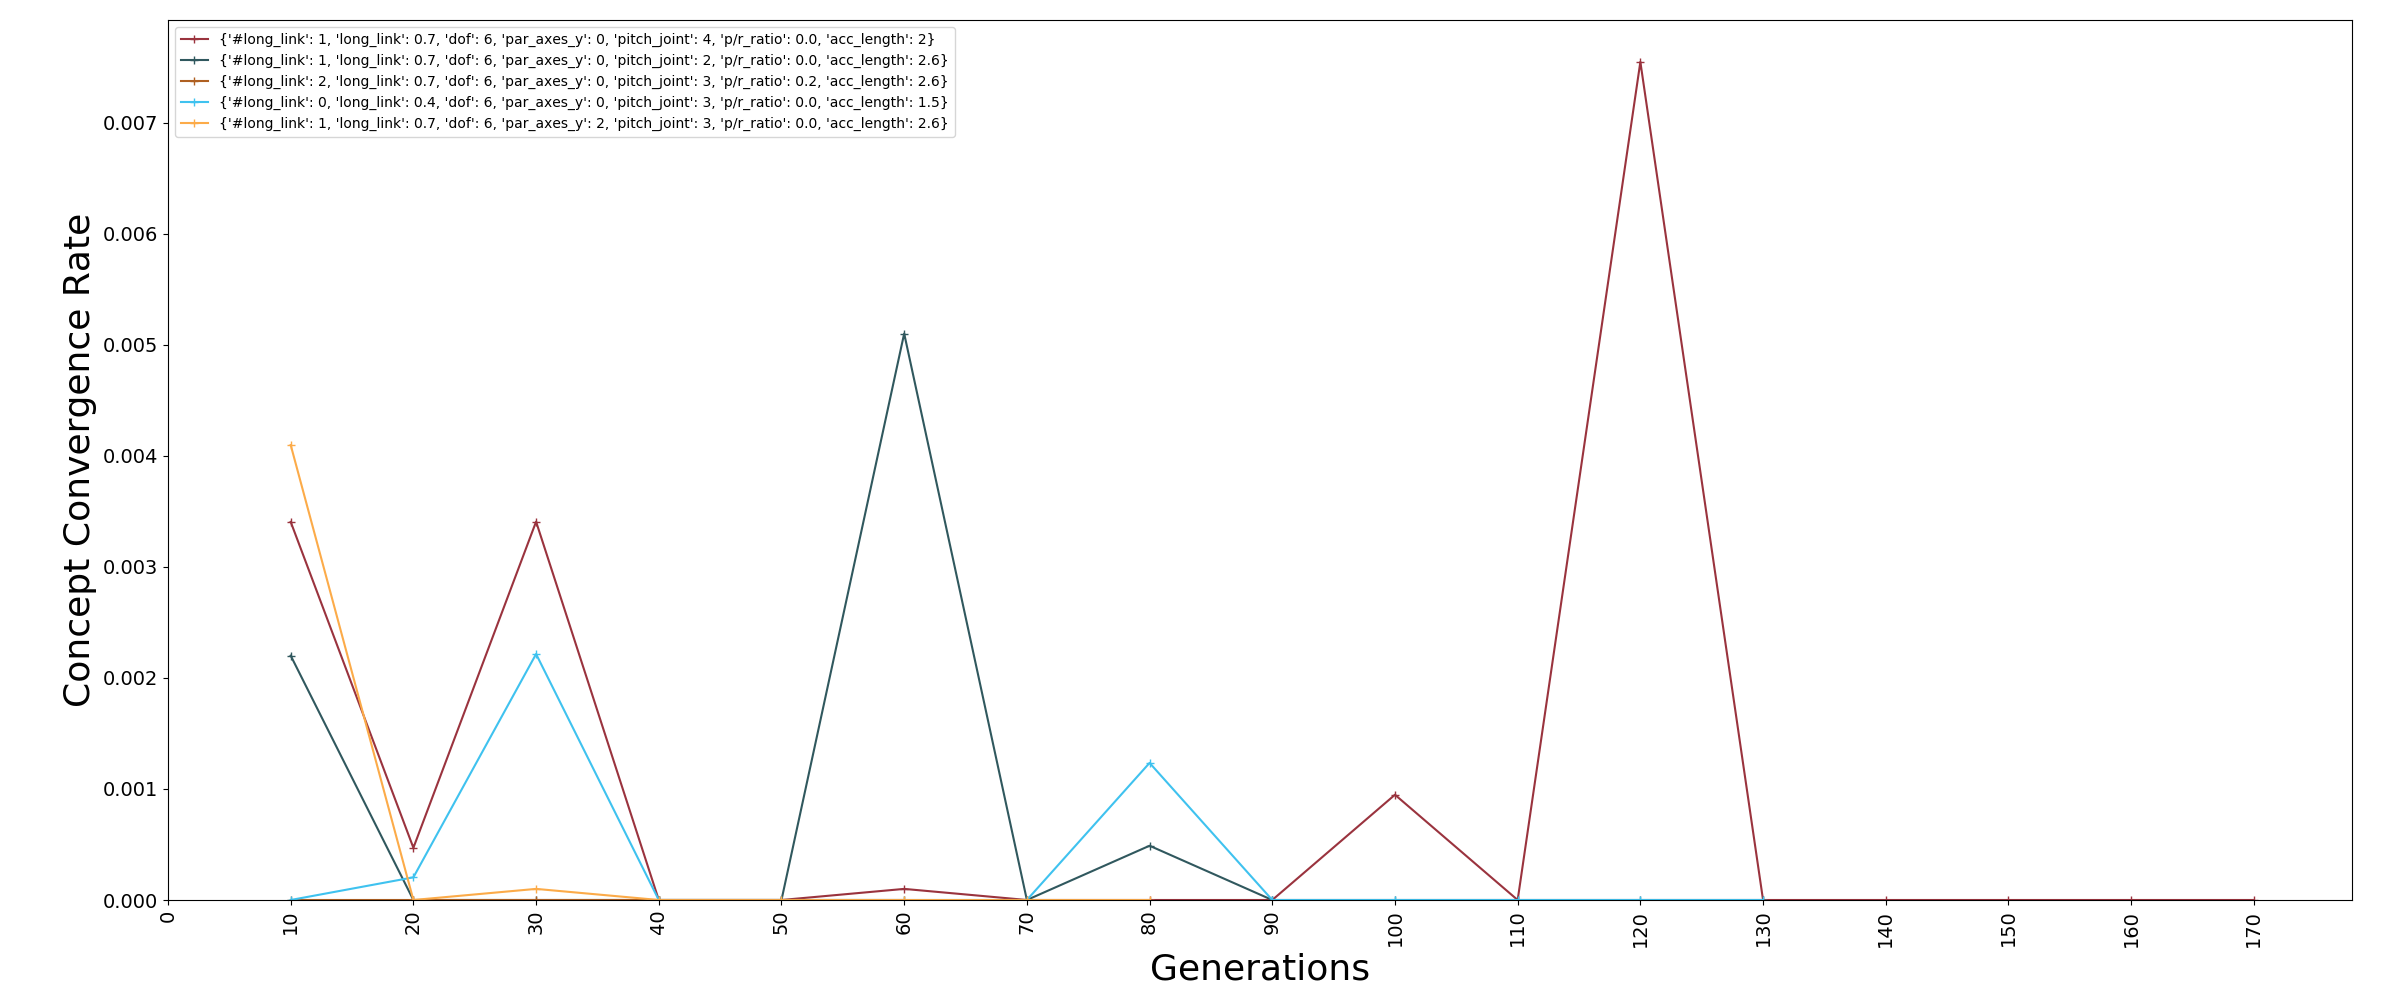 {'#long_link': 1, 'long_link': 0.7, 'dof': 6, 'par_axes_y': 0, 'pitch_joint': 4, 'p/r_ratio': 0.0, 'acc_length': 2}
{'#long_link': 1, 'long_link': 0.7, 'dof': 6, 'par_axes_y': 0, 'pitch_joint': 2, 'p/r_ratio': 0.0, 'acc_length': 2.6}
{'#long_link': 2, 'long_link': 0.7, 'dof': 6, 'par_axes_y': 0, 'pitch_joint': 3, 'p/r_ratio': 0.2, 'acc_length': 2.6}
{'#long_link': 0, 'long_link': 0.4, 'dof': 6, 'par_axes_y': 0, 'pitch_joint': 3, 'p/r_ratio': 0.0, 'acc_length': 1.5}
{'#long_link': 1, 'long_link': 0.7, 'dof': 6, 'par_axes_y': 2, 'pitch_joint': 3, 'p/r_ratio': 0.0, 'acc_length': 2.6}
Concept Convergence Rate
0.007
0.006
0.005
0.004
0.003
0.002
0.001
0.000
0 10 20 30 40 50 60 70 80 90 100 110 120 130 140 150 160 170
Generations